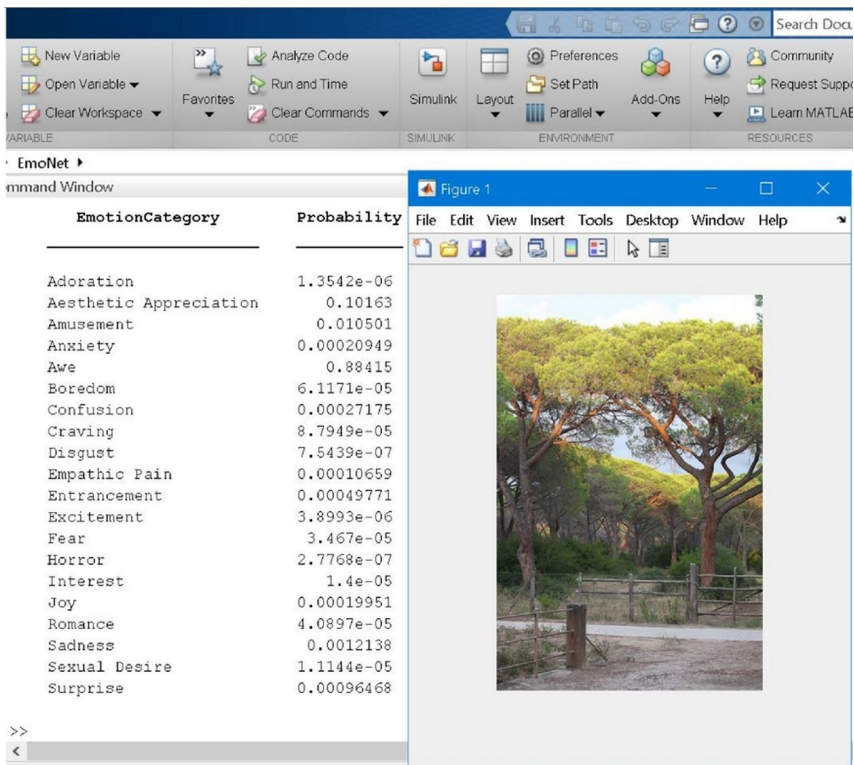 Search Docu
New Variable
Analyze Code
Preferences
Community
Open Variable
Run and Time
Set Path
Request Suppo
Favorites
Simulink
Layout
Add-Ons
Help
Clear Workspace
Clear Commands
Parallel
Learn MATLAB
VARIABLE
CODE
SIMULINK
ENVIRONMENT
RESOURCES
EmoNet
ommand Window
EmotionCategory Probability
Adoration 1.3542e-06
Aesthetic Appreciation 0.10163
Amusement 0.010501
Anxiety 0.00020949
Awe 0.88415
Boredom 6.1171e-05
Confusion 0.00027175
Craving 8.7949e-05
Disgust 7.5439e-07
Empathic Pain 0.00010659
Entrancement 0.00049771
Excitement 3.8993e-06
Fear 3.467e-05
Horror 2.7768e-07
Interest 1.4e-05
Joy 0.00019951
Romance 4.0897e-05
Sadness 0.0012138
Sexual Desire 1.1144e-05
Surprise 0.00096468
>>
Figure 1
File Edit View Insert Tools Desktop Window Help